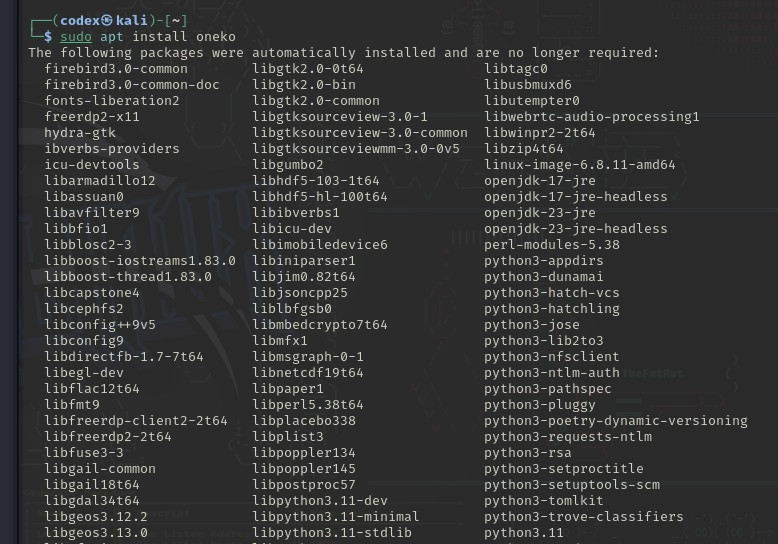 ┌──(codex㉿kali)-[~]
└─$ sudo apt install oneko
The following packages were automatically installed and are no longer required:
firebird3.0-common libgtk2.0-0t64 libtagc0
firebird3.0-common-doc libgtk2.0-bin libusbmuxd6
fonts-liberation2 libgtk2.0-common libutempter0
freerdp2-x11 libgtksourceview-3.0-1 libwebrtc-audio-processing1
hydra-gtk libgtksourceview-3.0-common libwinpr2-2t64
ibverbs-providers libgtksourceviewmm-3.0-0v5 libzip4t64
icu-devtools libgumbo2 linux-image-6.8.11-amd64
libarmadillo12 libhdf5-103-1t64 openjdk-17-jre
libassuan0 libhdf5-hl-100t64 openjdk-17-jre-headless
libavfilter9 libibverbs1 openjdk-23-jre
libbfio1 libicu-dev openjdk-23-jre-headless
libblosc2-3 libimobiledevice6 perl-modules-5.38
libboost-iostreams1.83.0 libiniparser1 python3-appdirs
libboost-thread1.83.0 libjim0.82t64 python3-dunamai
libcapstone4 libjsoncpp25 python3-hatch-vcs
libcephfs2 liblbfgsb0 python3-hatchling
libconfig++9v5 libmbedcrypto7t64 python3-jose
libconfig9 libmfx1 python3-lib2to3
libdirectfb-1.7-7t64 libmsgraph-0-1 python3-nfsclient
libegl-dev libnetcdf19t64 python3-ntlm-auth
libflac12t64 libpaper1 python3-pathspec
libfmt9 libperl5.38t64 python3-pluggy
libfreerdp-client2-2t64 libplacebo338 python3-poetry-dynamic-versioning
libfreerdp2-2t64 libplist3 python3-requests-ntlm
libfuse3-3 libpoppler134 python3-rsa
libgail-common libpoppler145 python3-setproctitle
libgail18t64 libpostproc57 python3-setuptools-scm
libgdal34t64 libpython3.11-dev python3-tomlkit
libgeos3.12.2 libpython3.11-minimal python3-trove-classifiers
libgeos3.13.0 libpython3.11-stdlib python3.11